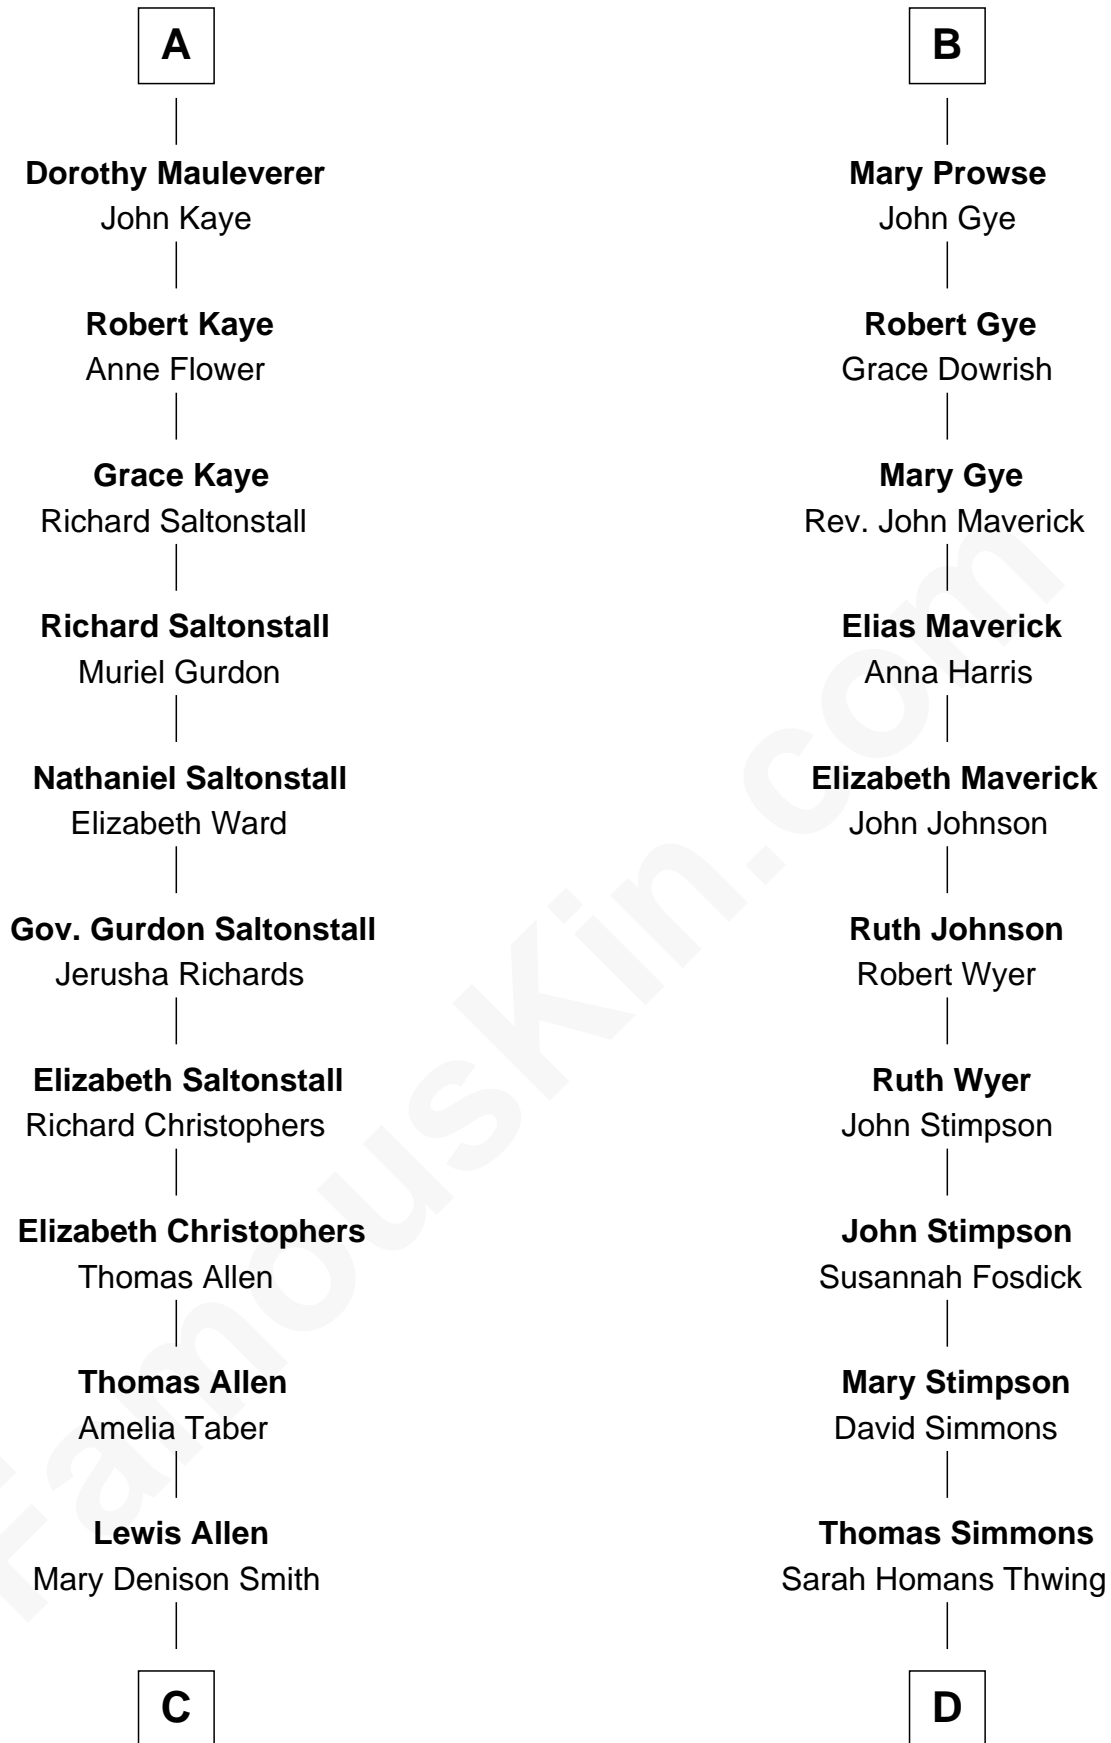 A
Dorothy Mauleverer
John Kaye
Robert Kaye
Anne Flower
Grace Kaye
Richard Saltonstall
Richard Saltonstall
Muriel Gurdon
Nathaniel Saltonstall
Elizabeth Ward
Gov. Gurdon Saltonstall
Jerusha Richards
Elizabeth Saltonstall
Richard Christophers
Elizabeth Christophers
Thomas Allen
Thomas Allen
Amelia Taber
Lewis Allen
Mary Denison Smith
C
B
Mary Prowse
John Gye
Robert Gye
Grace Dowrish
Mary Gye
Rev. John Maverick
Elias Maverick
Anna Harris
Elizabeth Maverick
John Johnson
Ruth Johnson
Robert Wyer
Ruth Wyer
John Stimpson
John Stimpson
Susannah Fosdick
Mary Stimpson
David Simmons
Thomas Simmons
Sarah Homans Thwing
D
FamousKin.com